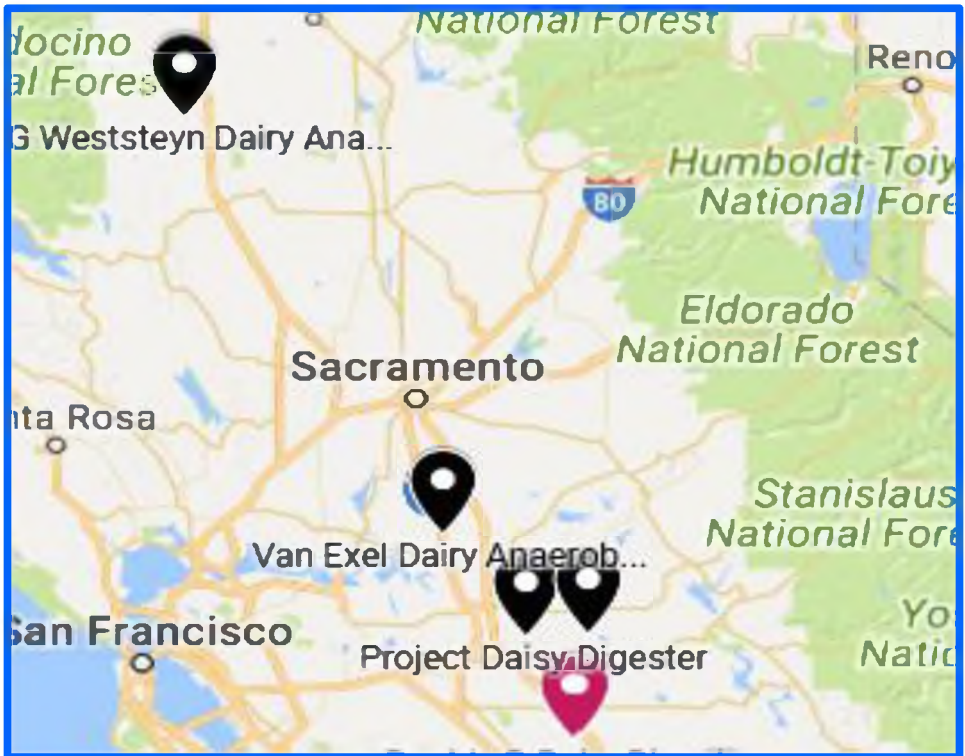 National Forest
docino
al Fores
Reno
G Weststeyn Dairy Ana...
Humboldt-Toiy
National Fore
80
Eldorado
National Forest
Sacramento
nta Rosa
Stanislaus
National Fore
Van Exel Dairy Anaerob...
San Francisco
Yo
Natio
Project Daisy Digester